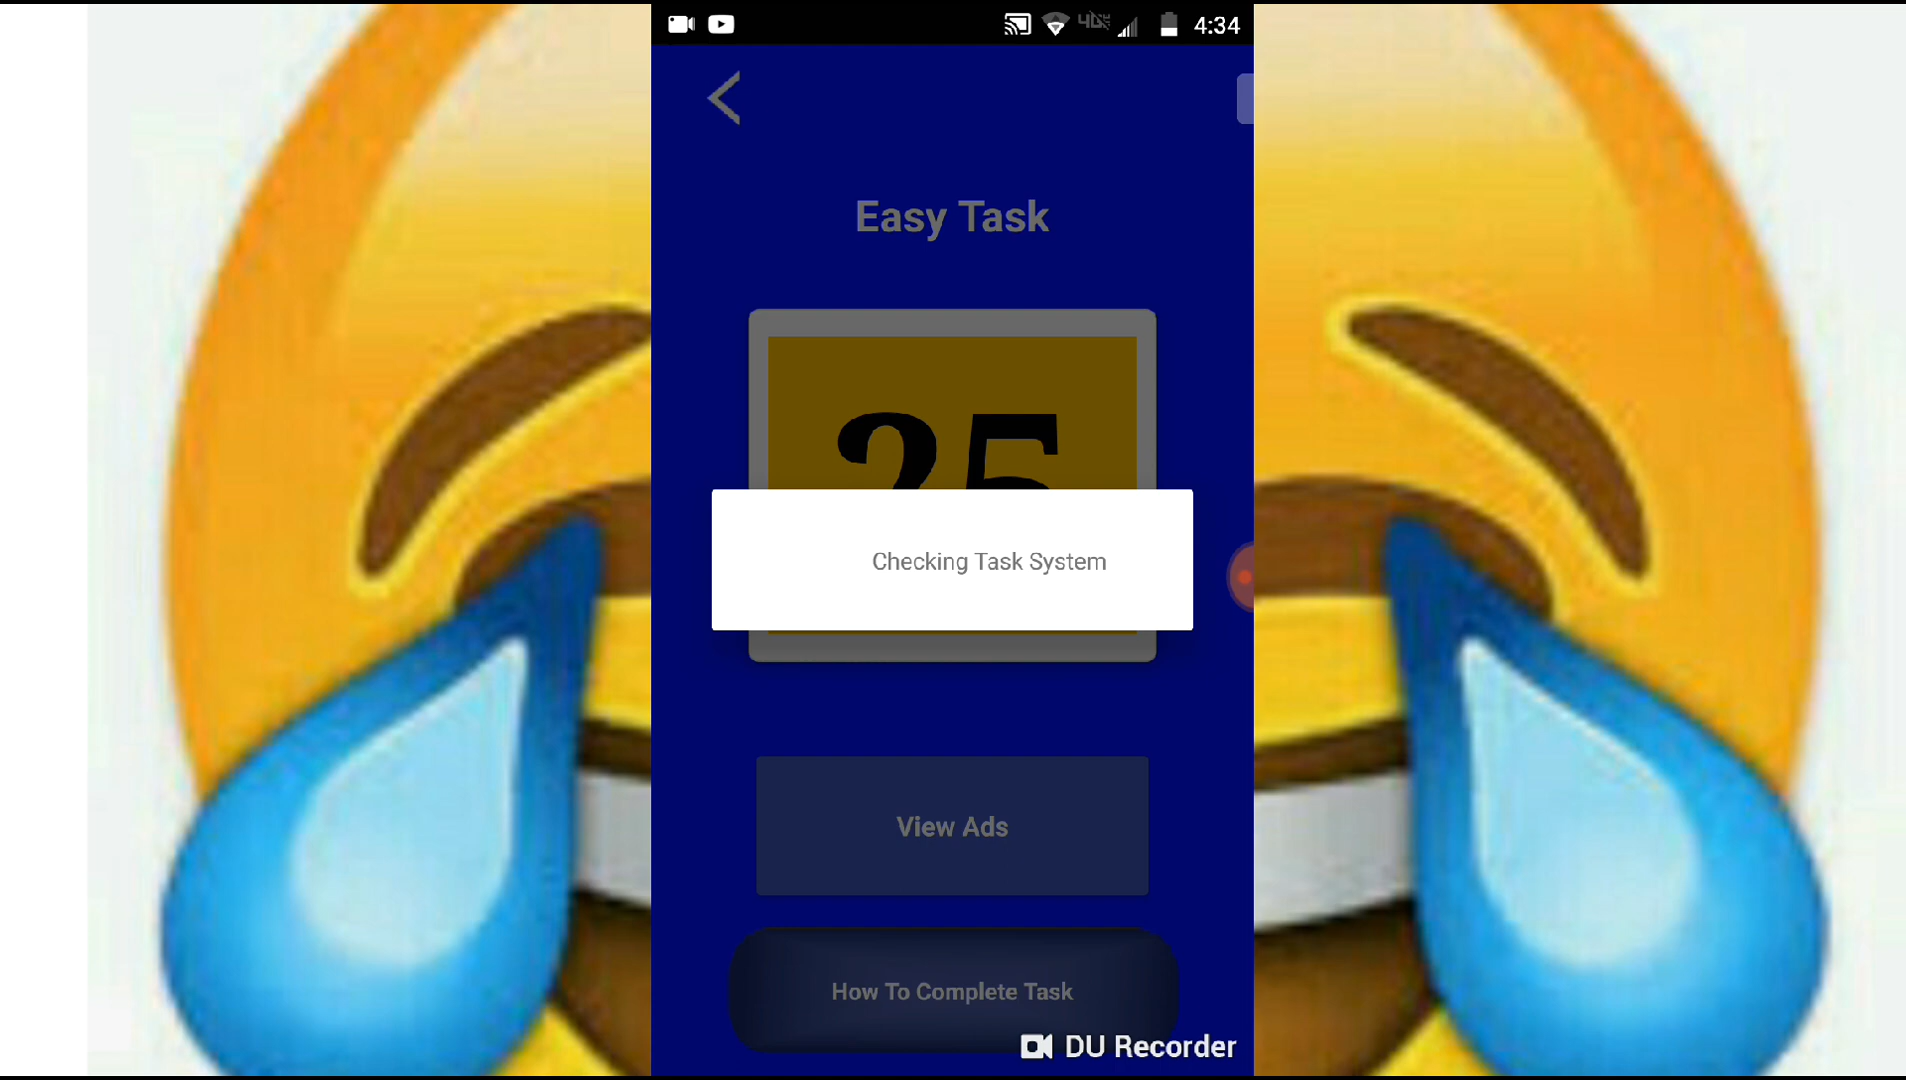 4:34
Easy Task
25
Checking Task System
View Ads
How To Complete Task
DU Recorder